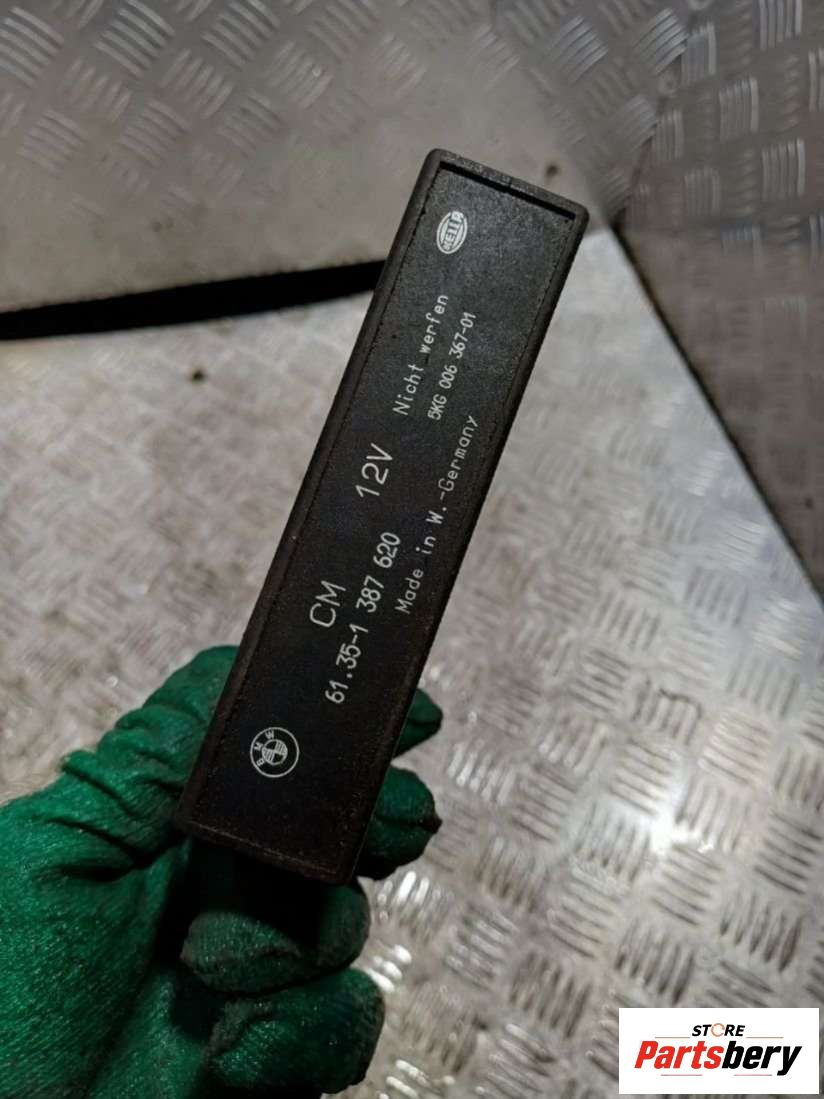 HELLA
Nicht werfen
5KG 006 367-01
12V
Made in W.-Germany
CM
61.35-1 387 620
BMW
STORE
Partsbery